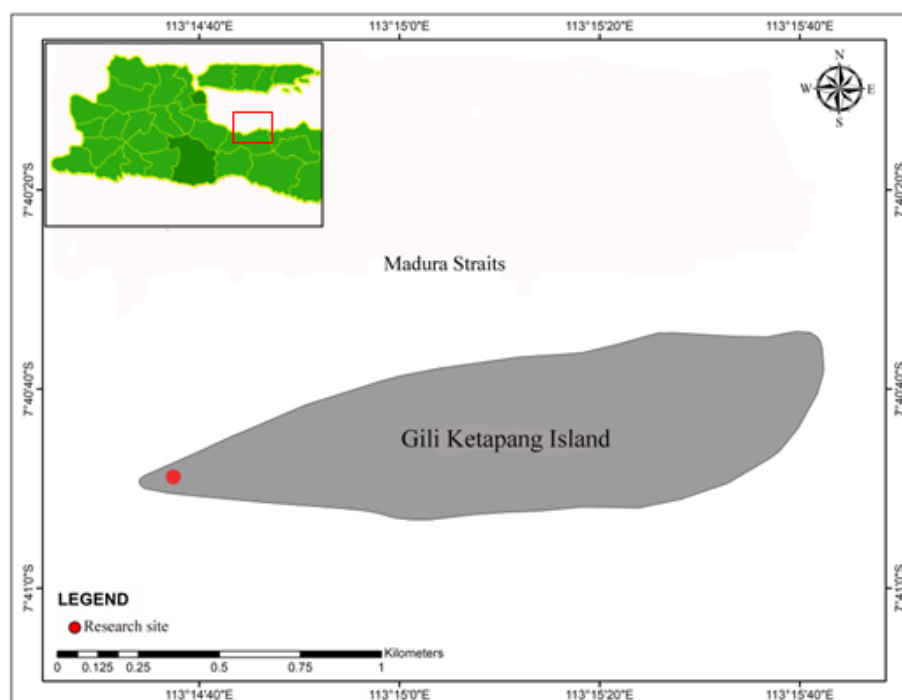 113°14'40"E 113°15'0"E 113°15'20"E 113°15'40"E
N
W E
S
7°40'20"S 7°40'20"S
Madura Straits
7°40'40"S 7°40'40"S
Gili Ketapang Island
7°41'0"S 7°41'0"S
LEGEND
Research site
Kilometers
0 0.125 0.25 0.5 0.75 1
113°14'40"E 113°15'0"E 113°15'20"E 113°15'40"E